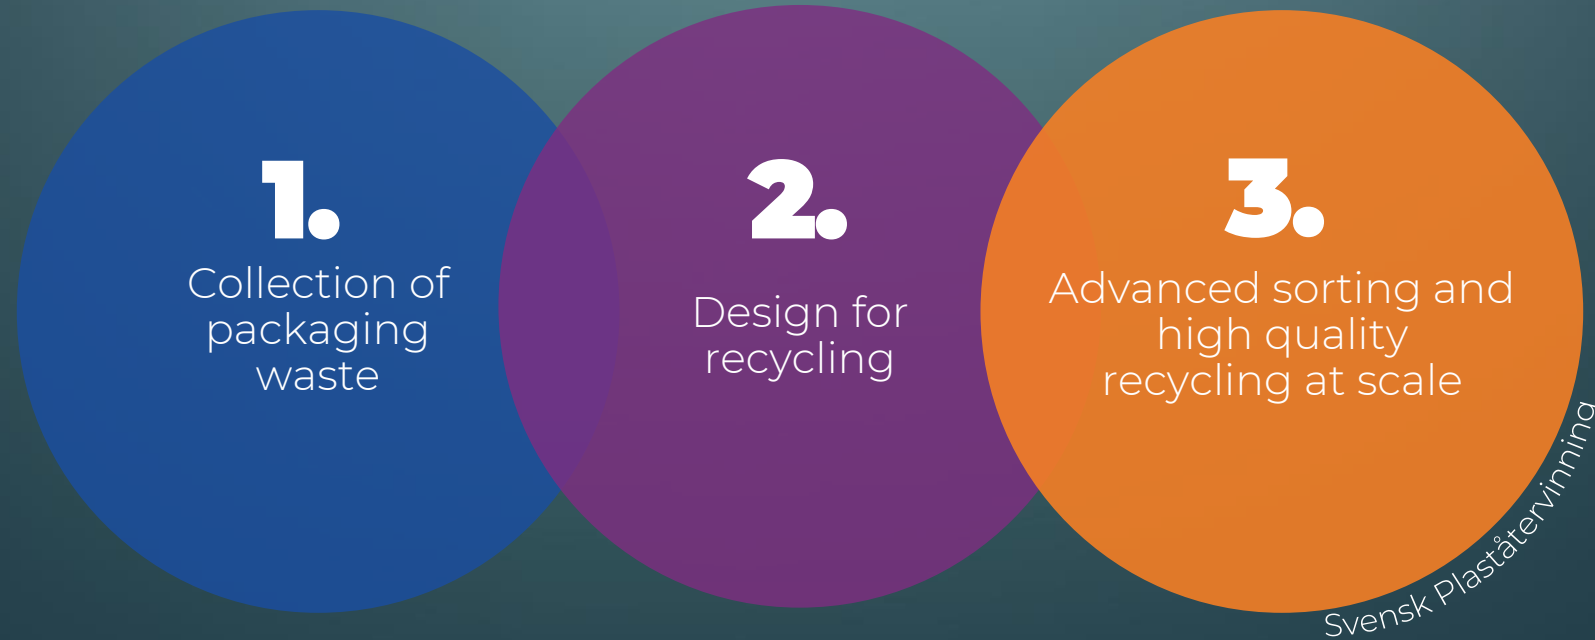 1.
Collection of
packaging
waste
2.
Design for
recycling
3.
Advanced sorting and
high quality
recycling at scale
Svensk Plaståtervinning